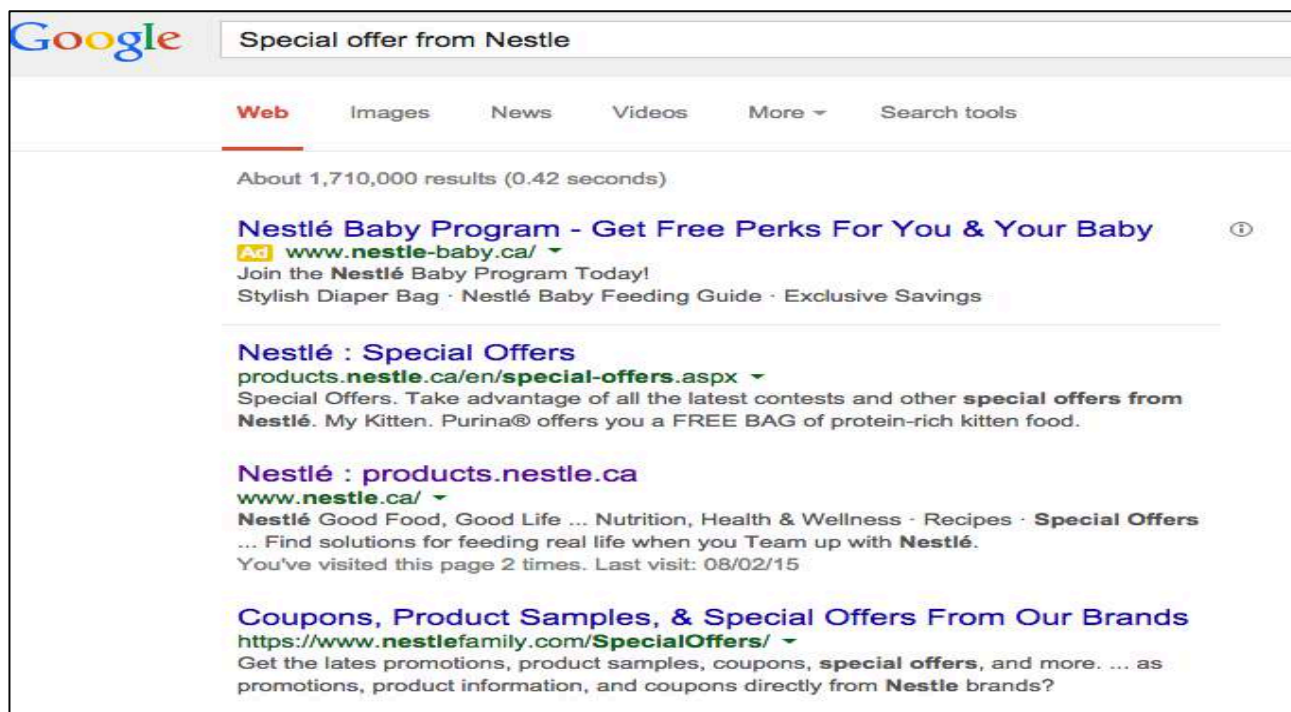 Google Special offer from Nestle
Web Images News Videos More Search tools
About 1,710,000 results (0.42 seconds)
Nestlé Baby Program - Get Free Perks For You & Your Baby
Ad www.nestle-baby.ca/
Join the Nestlé Baby Program Today!
Stylish Diaper Bag · Nestlé Baby Feeding Guide · Exclusive Savings
Nestlé : Special Offers
products.nestle.ca/en/special-offers.aspx
Special Offers. Take advantage of all the latest contests and other special offers from
Nestlé. My Kitten. Purina® offers you a FREE BAG of protein-rich kitten food.
Nestlé : products.nestle.ca
www.nestle.ca/
Nestlé Good Food, Good Life ... Nutrition, Health & Wellness · Recipes · Special Offers
... Find solutions for feeding real life when you Team up with Nestlé.
You've visited this page 2 times. Last visit: 08/02/15
Coupons, Product Samples, & Special Offers From Our Brands
https://www.nestlefamily.com/SpecialOffers/
Get the lates promotions, product samples, coupons, special offers, and more. ... as
promotions, product information, and coupons directly from Nestle brands?